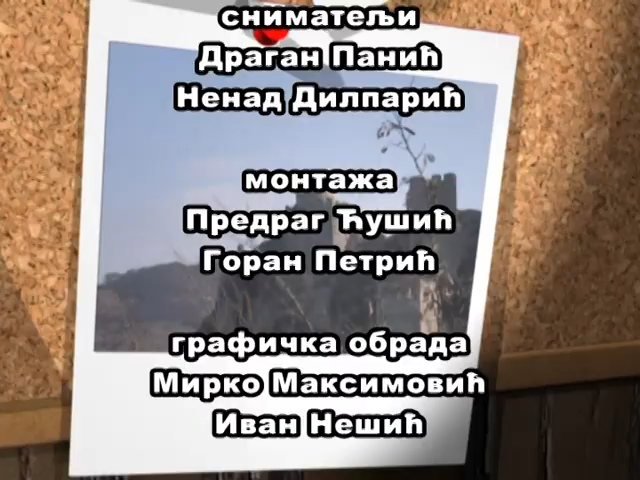 сниматељи
Драган Панић
Ненад Дилпарић
монтажа
Предраг Ћушић
Горан Петрић
графичка обрада
Мирко Максимовић
Иван Нешић